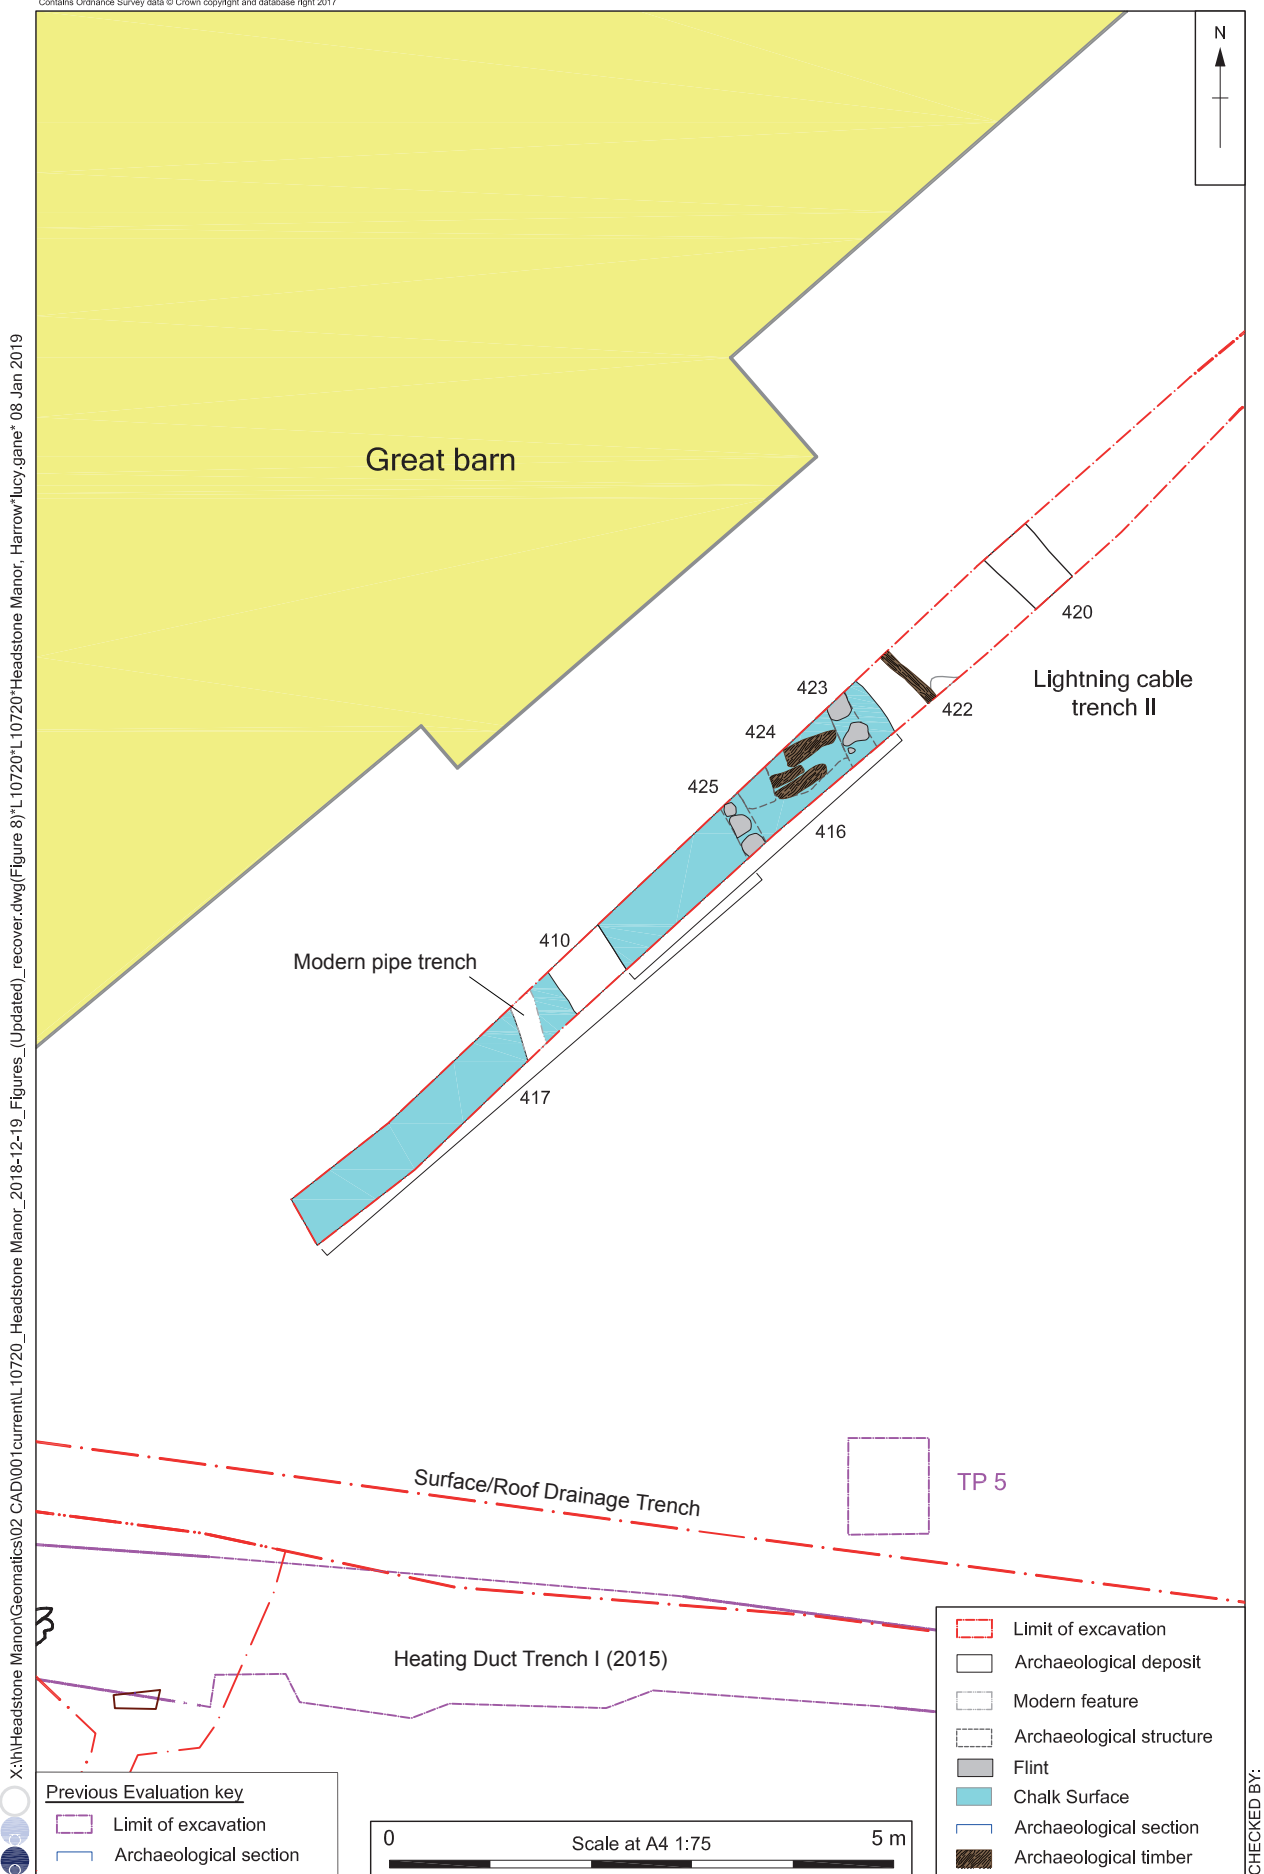 Contains Ordnance Survey data © Crown copyright and database right 2017
N
Great barn
420
Lightning cable
trench II
423
422
424
425
416
410
Modern pipe trench
417
Surface/Roof Drainage Trench
TP 5
Heating Duct Trench I (2015)
Previous Evaluation key
Limit of excavation
Archaeological section
0
Scale at A4 1:75
5 m
Limit of excavation
Archaeological deposit
Modern feature
Archaeological structure
Flint
Chalk Surface
Archaeological section
Archaeological timber
X:\h\Headstone Manor\Geomatics\02 CAD\001current\L10720_Headstone Manor_2018-12-19_Figures_(Updated)_recover.dwg(Figure 8)*L10720*L10720*Headstone Manor, Harrow*lucy.gane* 08 Jan 2019
CHECKED BY: